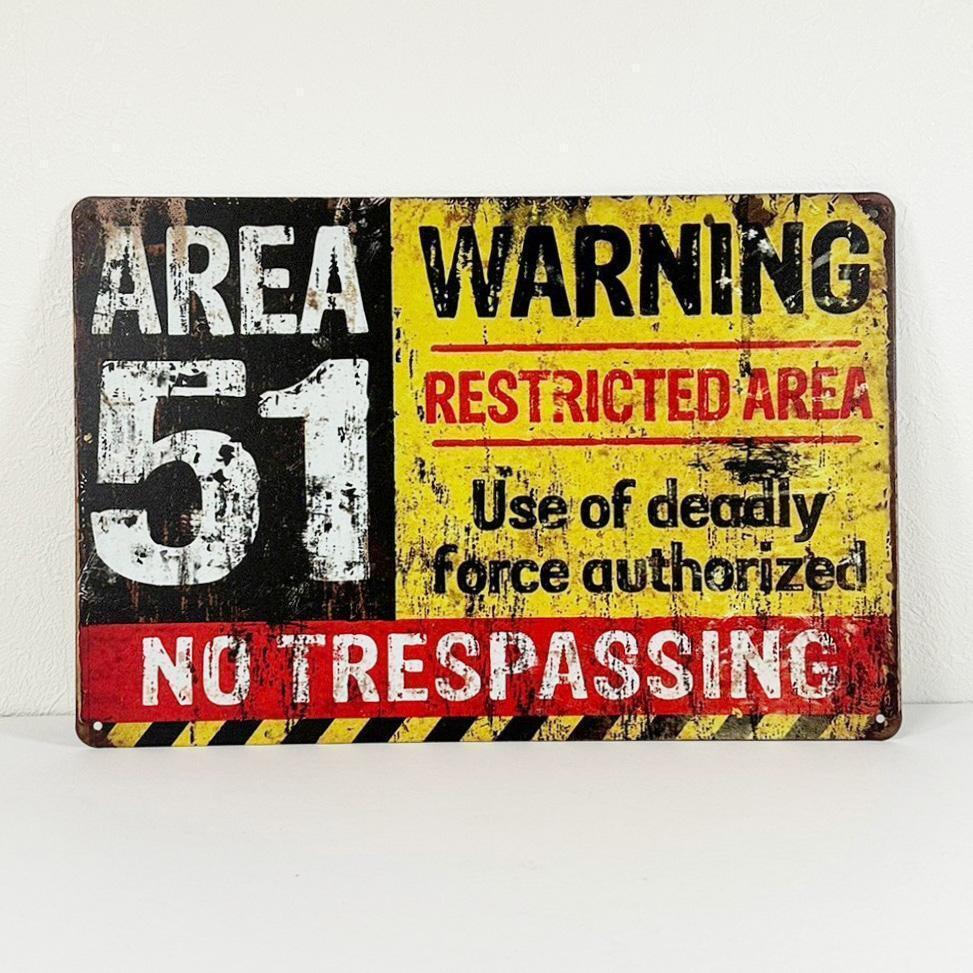 AREA
51
WARNING
RESTRICTED AREA
Use of deadly
force authorized
NO TRESPASSING